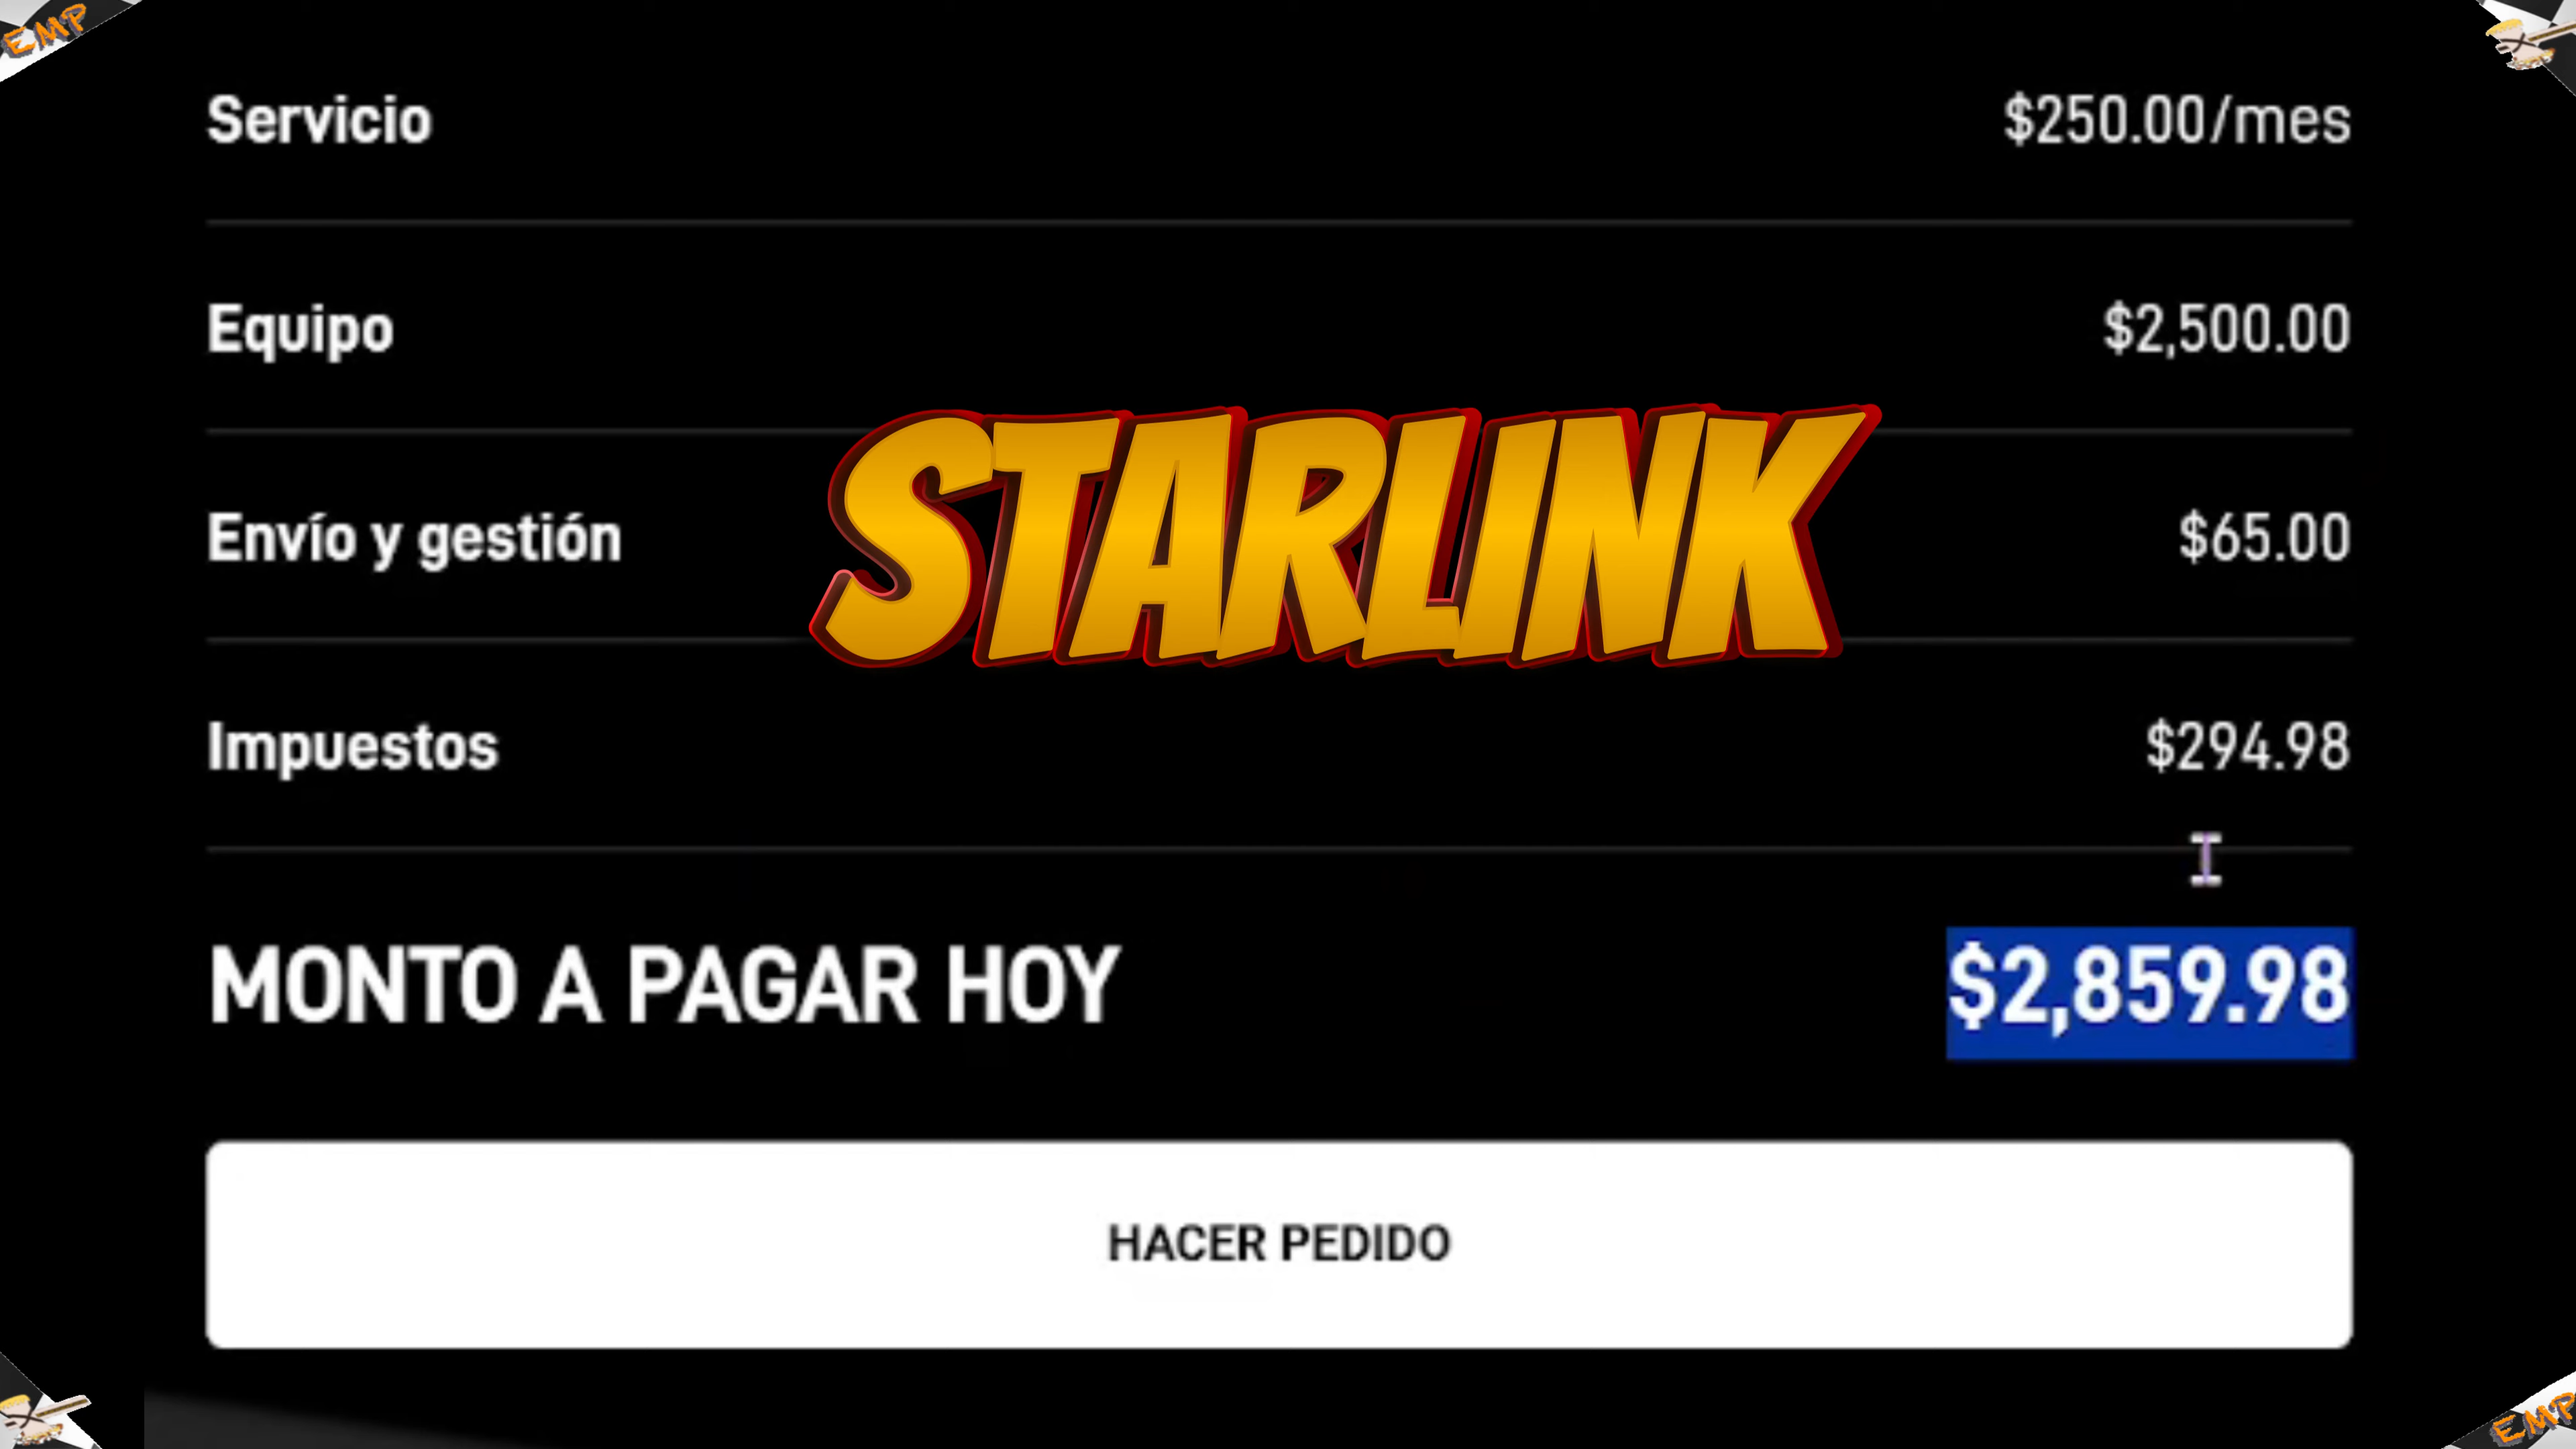 EMP
Servicio $250.00/mes
Equipo $2,500.00
STARLINK
Envío y gestión $65.00
Impuestos $294.98
MONTO A PAGAR HOY $2,859.98
HACER PEDIDO
EMP